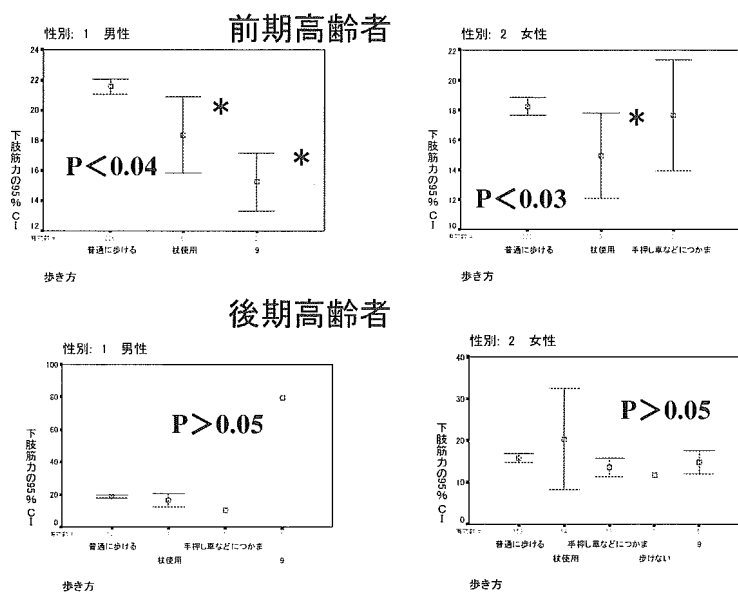 前期高齢者
性別: 1 男性
24
22
20
18
16
14
12
下肢筋力の95% CI
P<0.04
*
*
普通に歩ける
杖使用
9
歩き方
性別: 2 女性
22
20
18
16
14
12
10
下肢筋力の95% CI
P<0.03
*
普通に歩ける
杖使用
手押し車などにつかま
歩き方
後期高齢者
性別: 1 男性
100
80
60
40
20
0
下肢筋力の95% CI
P>0.05
普通に歩ける
手押し車などにつかま
杖使用
9
歩き方
性別: 2 女性
40
30
20
10
0
下肢筋力の95% CI
P>0.05
普通に歩ける
手押し車などにつかま
9
杖使用
歩けない
歩き方